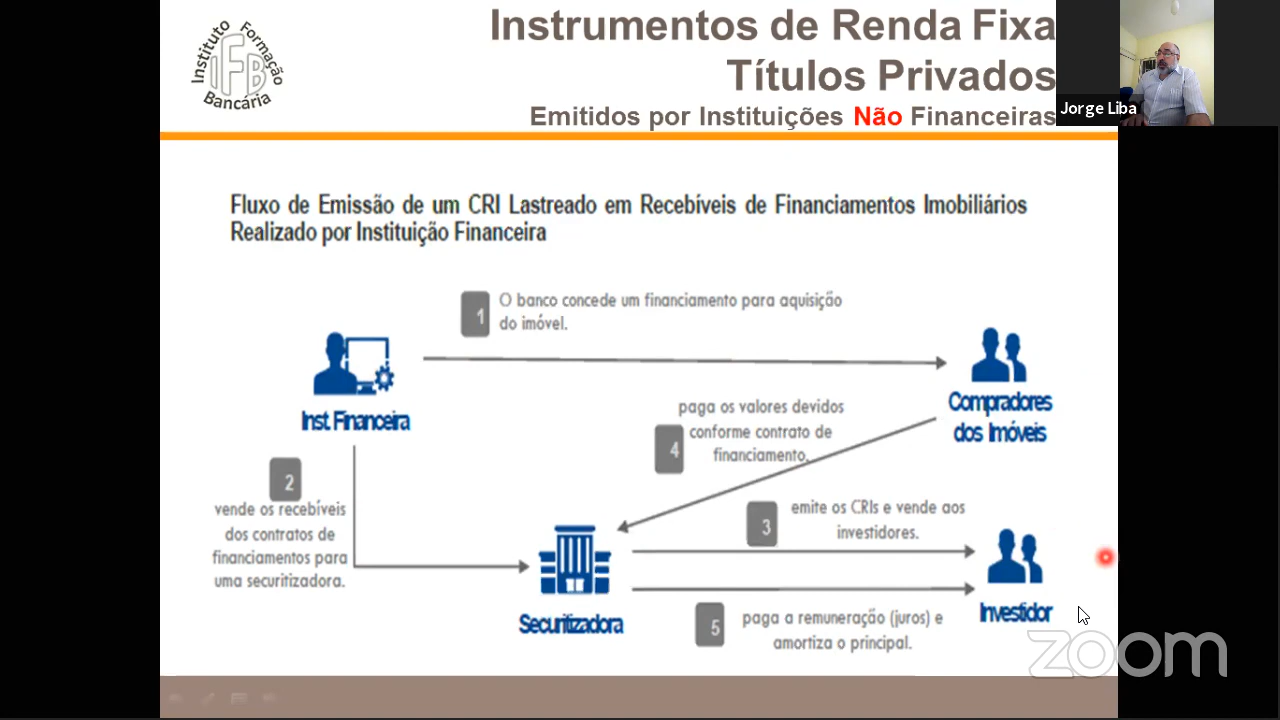 Instituto Formação
IFB
Bancária
Instrumentos de Renda Fixa
Títulos Privados
Emitidos por Instituições Não Financeiras
Jorge Liba
Fluxo de Emissão de um CRI Lastreado em Recebíveis de Financiamentos Imobiliários
Realizado por Instituição Financeira
1
O banco concede um financiamento para aquisição
do imóvel.
Inst. Financeira
Compradores
dos Imóveis
4
paga os valores devidos
conforme contrato de
financiamento.
2
vende os recebíveis
dos contratos de
financiamentos para
uma securitizadora.
3
emite os CRIs e vende aos
investidores.
Securitizadora
Investidor
5
paga a remuneração (juros) e
amortiza o principal.
zoom